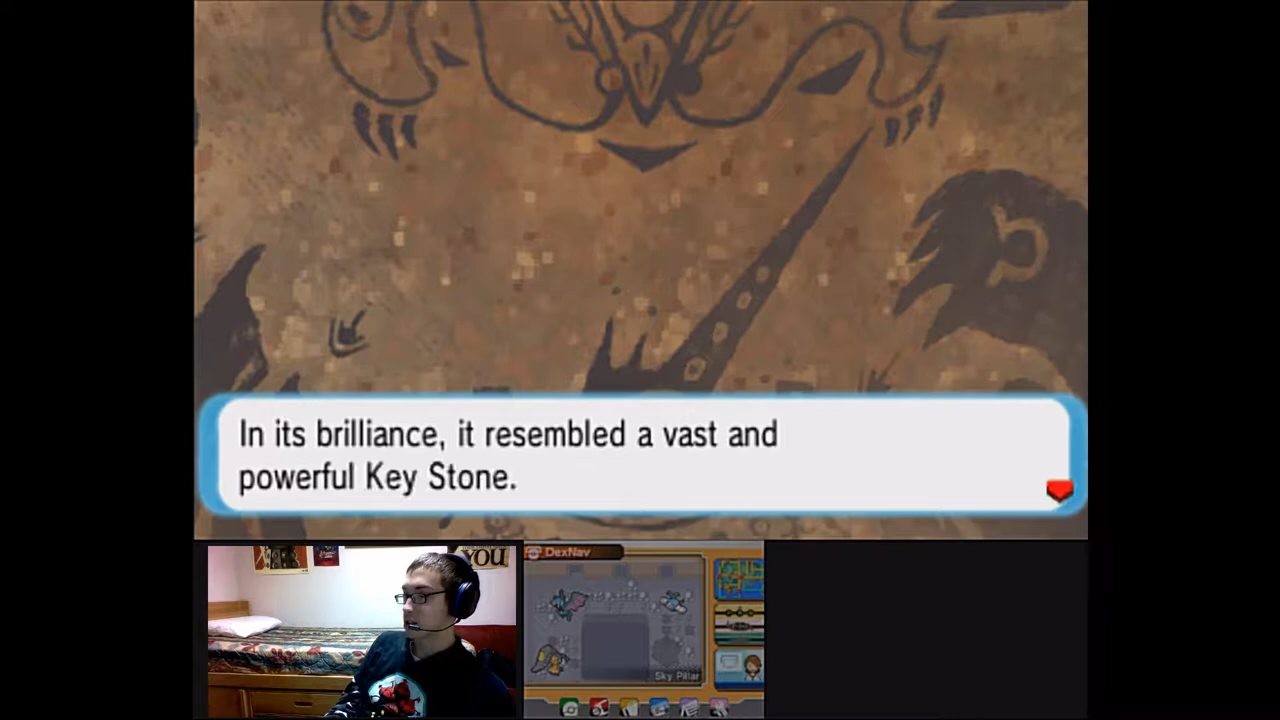 In its brilliance, it resembled a vast and
powerful Key Stone.
YOU
DexNav
Sky Pillar